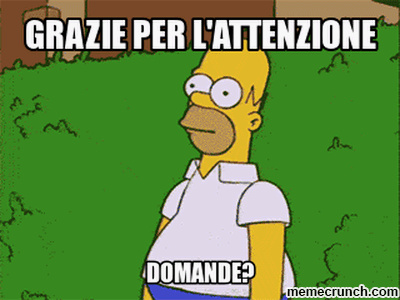 GRAZIE PER L'ATTENZIONE
DOMANDE?
memecrunch.com